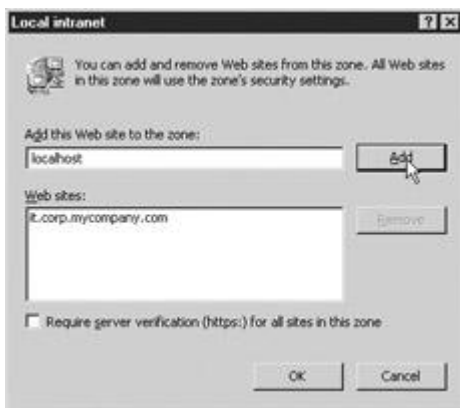 Local intranet
You can add and remove Web sites from this zone. All Web sites
in this zone will use the zone's security settings.
Add this Web site to the zone:
localhost
Add
Web sites:
it.corp.mycompany.com
Remove
Require server verification (https:) for all sites in this zone
OK
Cancel